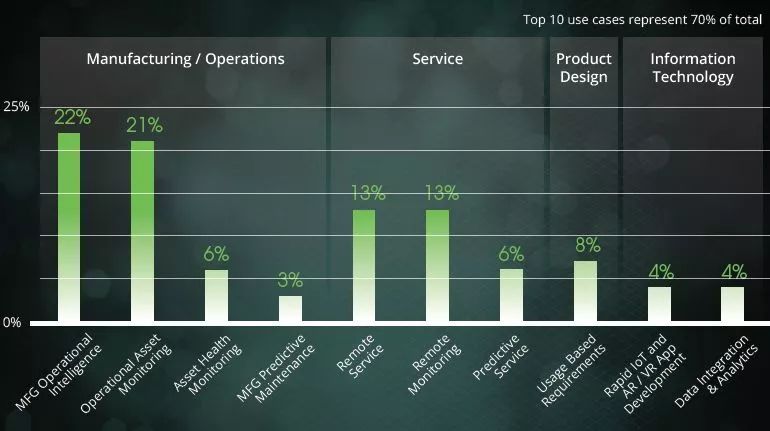 Top 10 use cases represent 70% of total
Manufacturing / Operations
Service
Product
Design
Information
Technology
25%
22%
21%
6%
3%
13%
13%
6%
8%
4%
4%
0%
MFG Operational
Intelligence
Operational Asset
Monitoring
Asset Health
Monitoring
MFG Predictive
Maintenance
Remote
Service
Remote
Monitoring
Predictive
Service
Usage Based
Requirements
Rapid IoT and
AR / VR App
Development
Data Integration
& Analytics